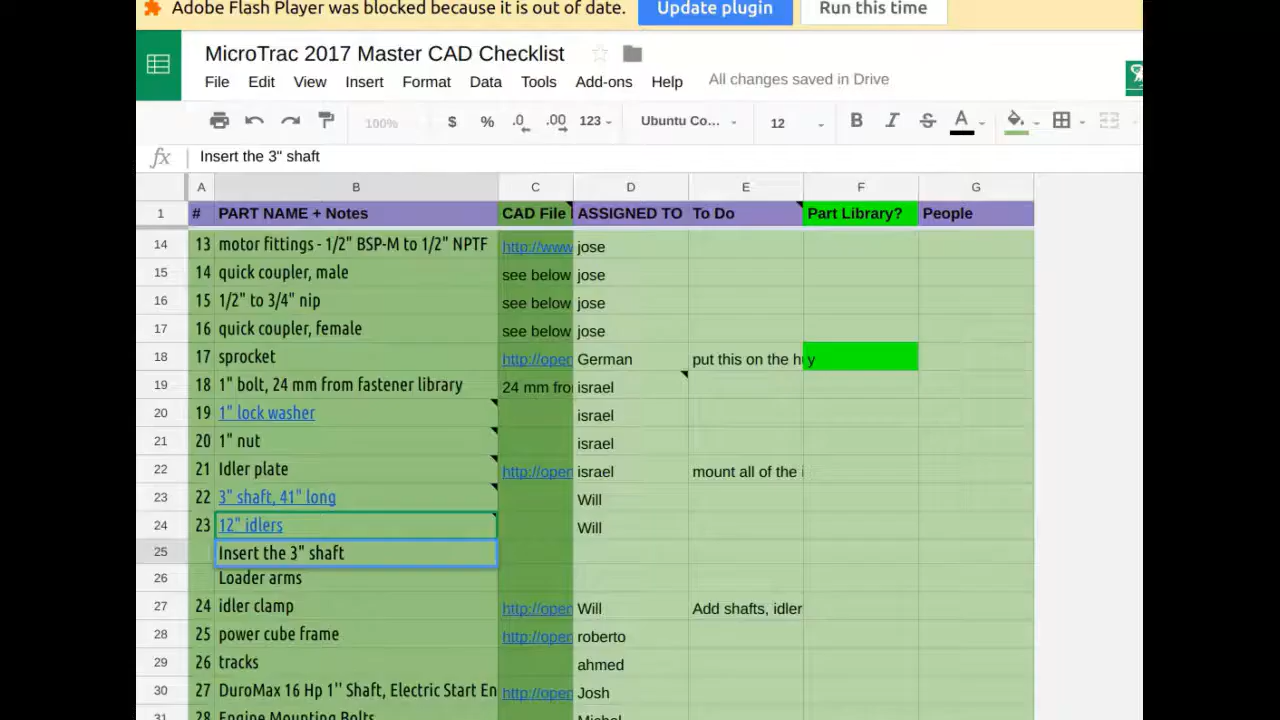 Adobe Flash Player was blocked because it is out of date. Update plugin Run this time
MicroTrac 2017 Master CAD Checklist
File Edit View Insert Format Data Tools Add-ons Help All changes saved in Drive
100% $ % .0 .00 123 Ubuntu Co... 12 B I S A
fx Insert the 3" shaft
A B C D E F G
1 # PART NAME + Notes CAD File ASSIGNED TO To Do Part Library? People
14 13 motor fittings - 1/2" BSP-M to 1/2" NPTF http://www jose
15 14 quick coupler, male see below jose
16 15 1/2" to 3/4" nip see below jose
17 16 quick coupler, female see below jose
18 17 sprocket http://open German put this on the hy
19 18 1" bolt, 24 mm from fastener library 24 mm fro israel
20 19 1" lock washer israel
21 20 1" nut israel
22 21 Idler plate http://open israel mount all of the i
23 22 3" shaft, 41" long Will
24 23 12" idlers Will
25 Insert the 3" shaft
26 Loader arms
27 24 idler clamp http://open Will Add shafts, idler
28 25 power cube frame http://open roberto
29 26 tracks ahmed
30 27 DuroMax 16 Hp 1'' Shaft, Electric Start En http://open Josh
31 28 Engine Mounting Bolts Michel